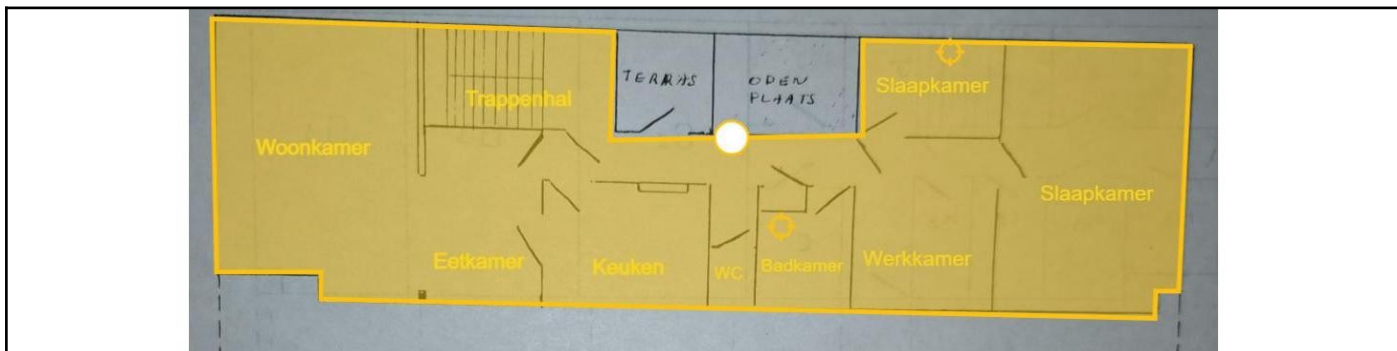 TERRAS
OPEN
PLAATS
Slaapkamer
Trappenhal
Woonkamer
Slaapkamer
Eetkamer
Keuken
WC
Badkamer
Werkkamer